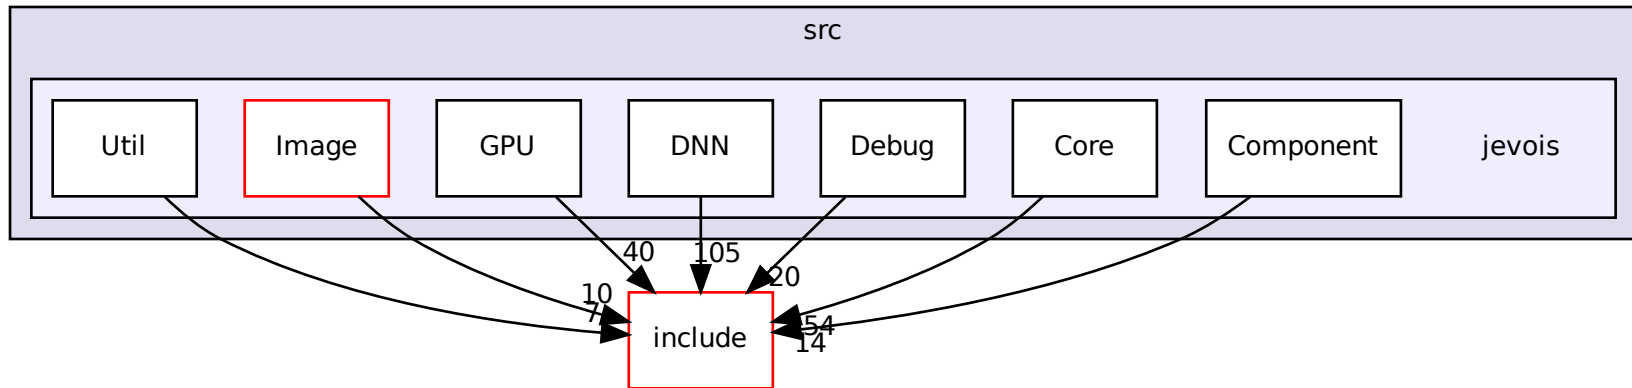 src
Util
Image
GPU
DNN
Debug
Core
Component
jevois
40
105
20
10
7
54
14
include